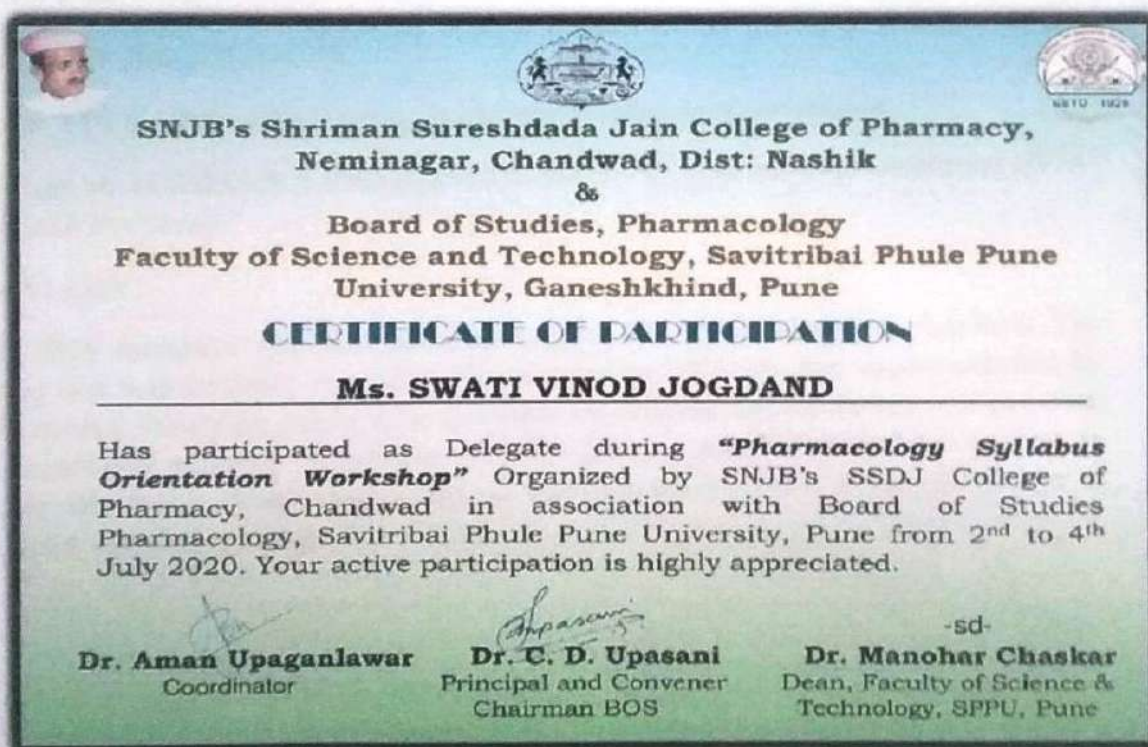 ESTD 1928
SNJB's Shriman Sureshdada Jain College of Pharmacy,
Neminagar, Chandwad, Dist: Nashik
&
Board of Studies, Pharmacology
Faculty of Science and Technology, Savitribai Phule Pune
University, Ganeshkhind, Pune
CERTIFICATE OF PARTICIPATION
Ms. SWATI VINOD JOGDAND
Has participated as Delegate during "Pharmacology Syllabus
Orientation Workshop" Organized by SNJB's SSDJ College of
Pharmacy, Chandwad in association with Board of Studies
Pharmacology, Savitribai Phule Pune University, Pune from 2nd to 4th
July 2020. Your active participation is highly appreciated.
-sd-
Dr. Aman Upaganlawar Dr. C. D. Upasani Dr. Manohar Chaskar
Coordinator Principal and Convener Dean, Faculty of Science &
Chairman BOS Technology, SPPU, Pune